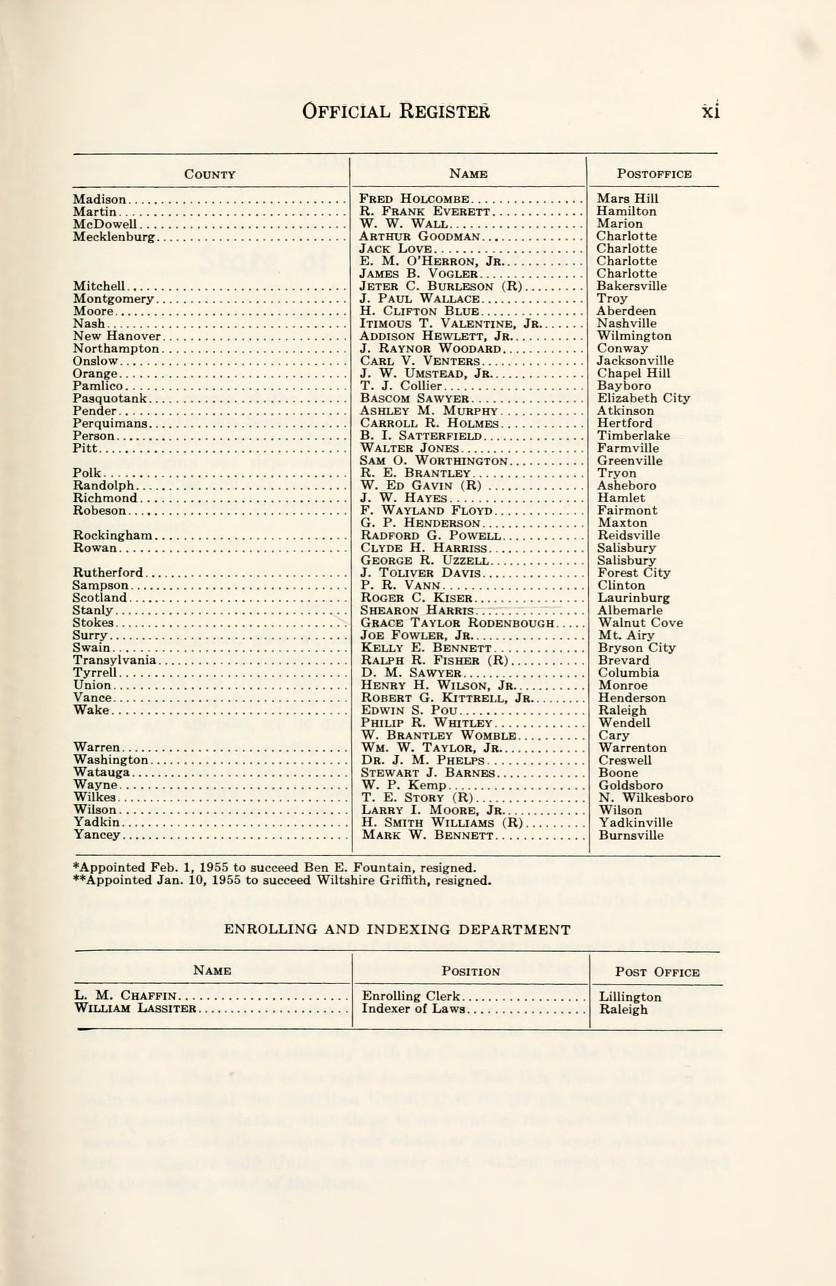 OFFICIAL REGISTER xi
COUNTY NAME POSTOFFICE
Madison FRED HOLCOMBE Mars Hill
Martin R. FRANK EVERETT Hamilton
McDowell W. W. WALL Marion
Mecklenburg ARTHUR GOODMAN Charlotte
JACK LOVE Charlotte
E. M. O'HERRON, JR. Charlotte
JAMES B. VOGLER Charlotte
Mitchell JETER C. BURLESON (R) Bakersville
Montgomery J. PAUL WALLACE Troy
Moore H. CLIFTON BLUE Aberdeen
Nash ITIMOUS T. VALENTINE, JR. Nashville
New Hanover ADDISON HEWLETT, JR. Wilmington
Northampton J. RAYNOR WOODARD Conway
Onslow CARL V. VENTERS Jacksonville
Orange J. W. UMSTEAD, JR. Chapel Hill
Pamlico T. J. Collier Bayboro
Pasquotank BASCOM SAWYER Elizabeth City
Pender ASHLEY M. MURPHY Atkinson
Perquimans CARROLL R. HOLMES Hertford
Person B. I. SATTERFIELD Timberlake
Pitt WALTER JONES Farmville
SAM O. WORTHINGTON Greenville
Polk R. E. BRANTLEY Tryon
Randolph W. ED GAVIN (R) Asheboro
Richmond J. W. HAYES Hamlet
Robeson F. WAYLAND FLOYD Fairmont
G. P. HENDERSON Maxton
Rockingham RADFORD G. POWELL Reidsville
Rowan CLYDE H. HARRISS Salisbury
GEORGE R. UZZELL Salisbury
Rutherford J. TOLIVER DAVIS Forest City
Sampson P. R. VANN Clinton
Scotland ROGER C. KISER Laurinburg
Stanly SHEARON HARRIS Albemarle
Stokes GRACE TAYLOR RODENBOUGH Walnut Cove
Surry JOE FOWLER, JR. Mt. Airy
Swain KELLY E. BENNETT Bryson City
Transylvania RALPH R. FISHER (R) Brevard
Tyrrell D. M. SAWYER Columbia
Union HENRY H. WILSON, JR. Monroe
Vance ROBERT G. KITTRELL, JR. Henderson
Wake EDWIN S. POU Raleigh
PHILIP R. WHITLEY Wendell
W. BRANTLEY WOMBLE Cary
Warren WM. W. TAYLOR, JR. Warrenton
Washington DR. J. M. PHELPS Creswell
Watauga STEWART J. BARNES Boone
Wayne W. P. Kemp Goldsboro
Wilkes T. E. STORY (R) N. Wilkesboro
Wilson LARRY I. MOORE, JR. Wilson
Yadkin H. SMITH WILLIAMS (R) Yadkinville
Yancey MARK W. BENNETT Burnsville
*Appointed Feb. 1, 1955 to succeed Ben E. Fountain, resigned.
**Appointed Jan. 10, 1955 to succeed Wiltshire Griffith, resigned.
ENROLLING AND INDEXING DEPARTMENT
NAME POSITION POST OFFICE
L. M. CHAFFIN Enrolling Clerk Lillington
WILLIAM LASSITER Indexer of Laws Raleigh